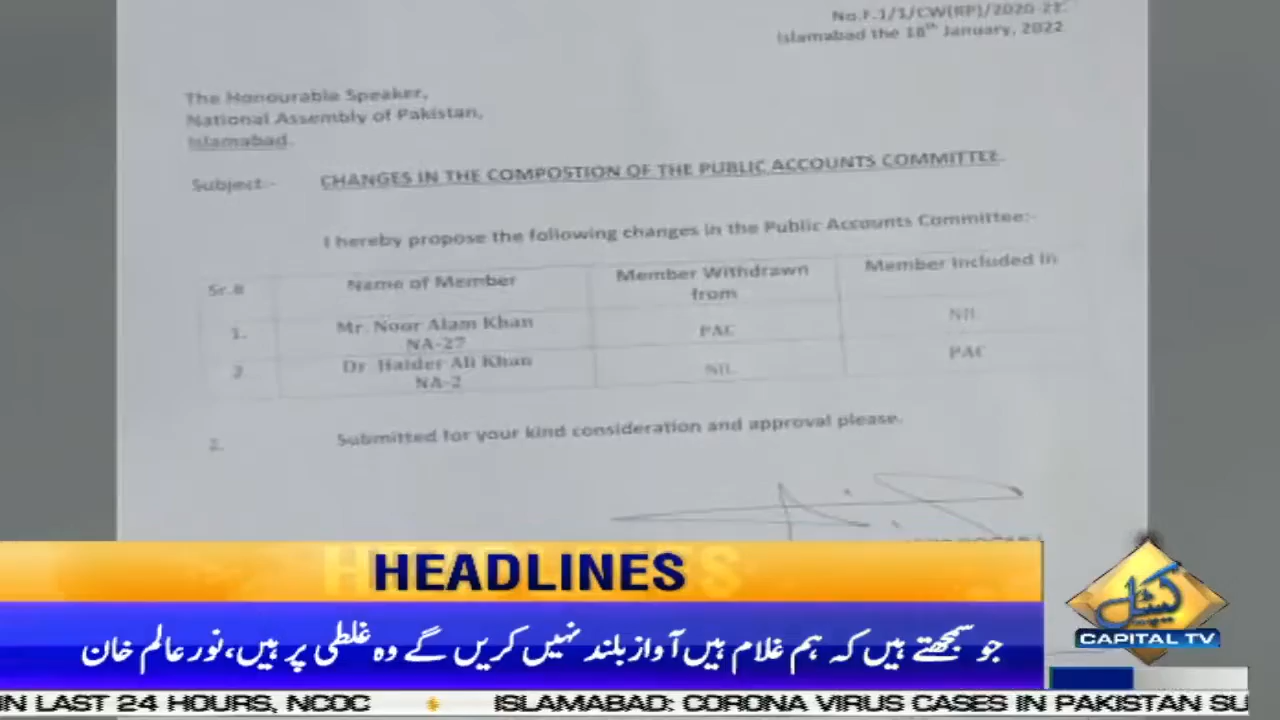 No.F.1/1/CW(RP)/2020-21.
Islamabad the 18th January, 2022
The Honourable Speaker,
National Assembly of Pakistan,
Islamabad.
Subject:- CHANGES IN THE COMPOSTION OF THE PUBLIC ACCOUNTS COMMITTEE.
I hereby propose the following changes in the Public Accounts Committee:-
Sr.# Name of Member Member Withdrawn from Member Included in
1. Mr. Noor Alam Khan NA-27 PAC NIL
2 Dr. Haider Ali Khan NA-2 NIL PAC
2. Submitted for your kind consideration and approval please.
HEADLINES
جو سمجھتے ہیں کہ ہم غلام ہیں آواز بلند نہیں کریں گے وہ غلطی پر ہیں، نور عالم خان
کیپیٹل
CAPITAL TV
IN LAST 24 HOURS, NCOC ISLAMABAD: CORONA VIRUS CASES IN PAKISTAN SU